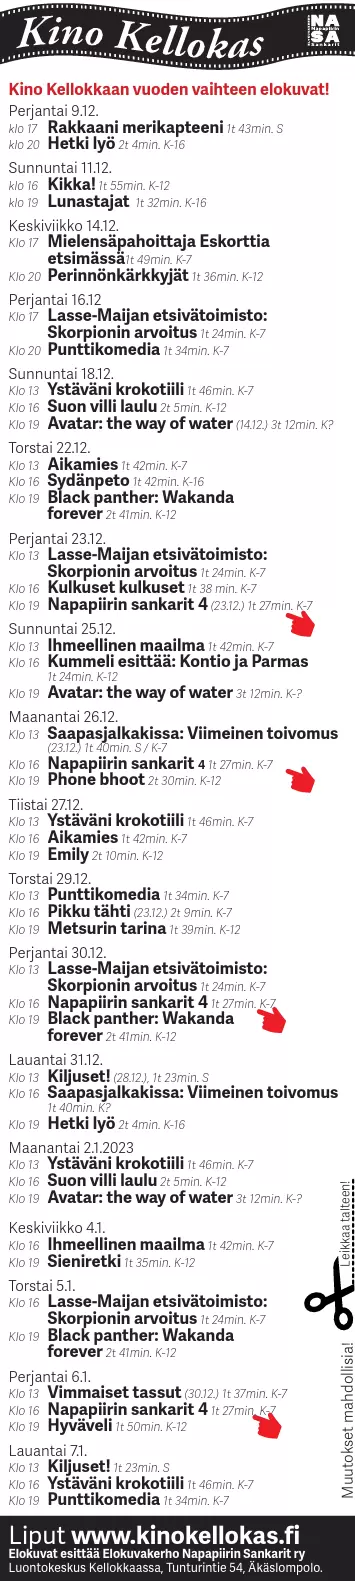 Kino Kellokas
NA
Napapiirin
SA
Sankarit
Kino Kellokkaan vuoden vaihteen elokuvat!
Perjantai 9.12.
klo 17 Rakkaani merikapteeni 1t 43min. S
klo 20 Hetki lyö 2t 4min. K-16
Sunnuntai 11.12.
klo 16 Kikka! 1t 55min. K-12
klo 19 Lunastajat 1t 32min. K-16
Keskiviikko 14.12.
Klo 17 Mielensäpahoittaja Eskorttia
etsimässä 1t 49min. K-7
Klo 20 Perinnönkärkkyjät 1t 36min. K-12
Perjantai 16.12
Klo 17 Lasse-Maijan etsivätoimisto:
Skorpionin arvoitus 1t 24min. K-7
Klo 20 Punttikomedia 1t 34min. K-7
Sunnuntai 18.12.
Klo 13 Ystäväni krokotiili 1t 46min. K-7
Klo 16 Suon villi laulu 2t 5min. K-12
Klo 19 Avatar: the way of water (14.12.) 3t 12min. K?
Torstai 22.12.
Klo 13 Aikamies 1t 42min. K-7
Klo 16 Sydänpeto 1t 42min. K-16
Klo 19 Black panther: Wakanda
forever 2t 41min. K-12
Perjantai 23.12.
Klo 13 Lasse-Maijan etsivätoimisto:
Skorpionin arvoitus 1t 24min. K-7
Klo 16 Kulkuset kulkuset 1t 38 min. K-7
Klo 19 Napapiirin sankarit 4 (23.12.) 1t 27min. K-7
Sunnuntai 25.12.
Klo 13 Ihmeellinen maailma 1t 42min. K-7
Klo 16 Kummeli esittää: Kontio ja Parmas
1t 24min. K-12
Klo 19 Avatar: the way of water 3t 12min. K-?
Maanantai 26.12.
Klo 13 Saapasjalkakissa: Viimeinen toivomus
(23.12.) 1t 40min. S / K-7
Klo 16 Napapiirin sankarit 4 1t 27min. K-7
Klo 19 Phone bhoot 2t 30min. K-12
Tiistai 27.12.
Klo 13 Ystäväni krokotiili 1t 46min. K-7
Klo 16 Aikamies 1t 42min. K-7
Klo 19 Emily 2t 10min. K-12
Torstai 29.12.
Klo 13 Punttikomedia 1t 34min. K-7
Klo 16 Pikku tähti (23.12.) 2t 9min. K-7
Klo 19 Metsurin tarina 1t 39min. K-12
Perjantai 30.12.
Klo 13 Lasse-Maijan etsivätoimisto:
Skorpionin arvoitus 1t 24min. K-7
Klo 16 Napapiirin sankarit 4 1t 27min. K-7
Klo 19 Black panther: Wakanda
forever 2t 41min. K-12
Lauantai 31.12.
Klo 13 Kiljuset! (28.12.), 1t 23min. S
Klo 16 Saapasjalkakissa: Viimeinen toivomus
1t 40min. K?
Klo 19 Hetki lyö 2t 4min. K-16
Maanantai 2.1.2023
Klo 13 Ystäväni krokotiili 1t 46min. K-7
Klo 16 Suon villi laulu 2t 5min. K-12
Klo 19 Avatar: the way of water 3t 12min. K-?
Keskiviikko 4.1.
Klo 16 Ihmeellinen maailma 1t 42min. K-7
Klo 19 Sieniretki 1t 35min. K-12
Torstai 5.1.
Klo 16 Lasse-Maijan etsivätoimisto:
Skorpionin arvoitus 1t 24min. K-7
Klo 19 Black panther: Wakanda
forever 2t 41min. K-12
Perjantai 6.1.
Klo 13 Vimmaiset tassut (30.12.) 1t 37min. K-7
Klo 16 Napapiirin sankarit 4 1t 27min. K-7
Klo 19 Hyväveli 1t 50min. K-12
Lauantai 7.1.
Klo 13 Kiljuset! 1t 23min. S
Klo 16 Ystäväni krokotiili 1t 46min. K-7
Klo 19 Punttikomedia 1t 34min. K-7
Leikkaa talteen!
Muutokset mahdollisia!
Liput www.kinokellokas.fi
Elokuvat esittää Elokuvakerho Napapiirin Sankarit ry
Luontokeskus Kellokkaassa, Tunturintie 54, Äkäslompolo.